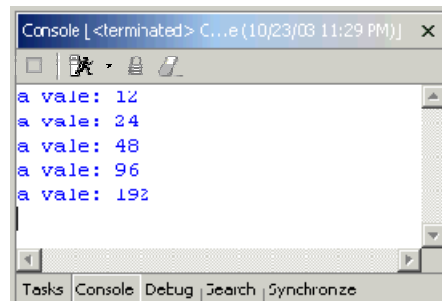 Console [<terminated> C...e (10/23/03 11:29 PM)]
a vale: 12
a vale: 24
a vale: 48
a vale: 96
a vale: 192
Tasks Console Debug Search Synchronize